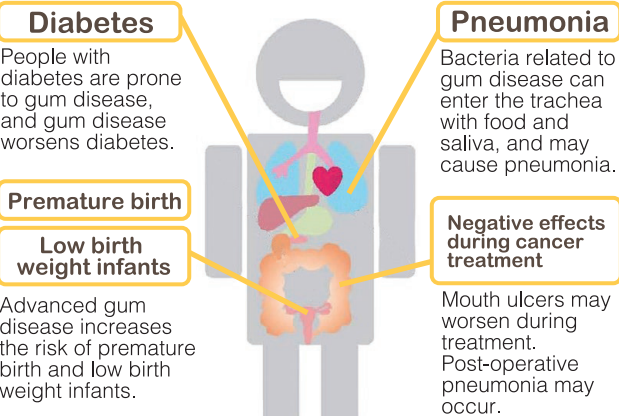 Diabetes
People with
diabetes are prone
to gum disease,
and gum disease
worsens diabetes.
Premature birth
Low birth
weight infants
Advanced gum
disease increases
the risk of premature
birth and low birth
weight infants.
Pneumonia
Bacteria related to
gum disease can
enter the trachea
with food and
saliva, and may
cause pneumonia.
Negative effects
during cancer
treatment
Mouth ulcers may
worsen during
treatment.
Post-operative
pneumonia may
occur.